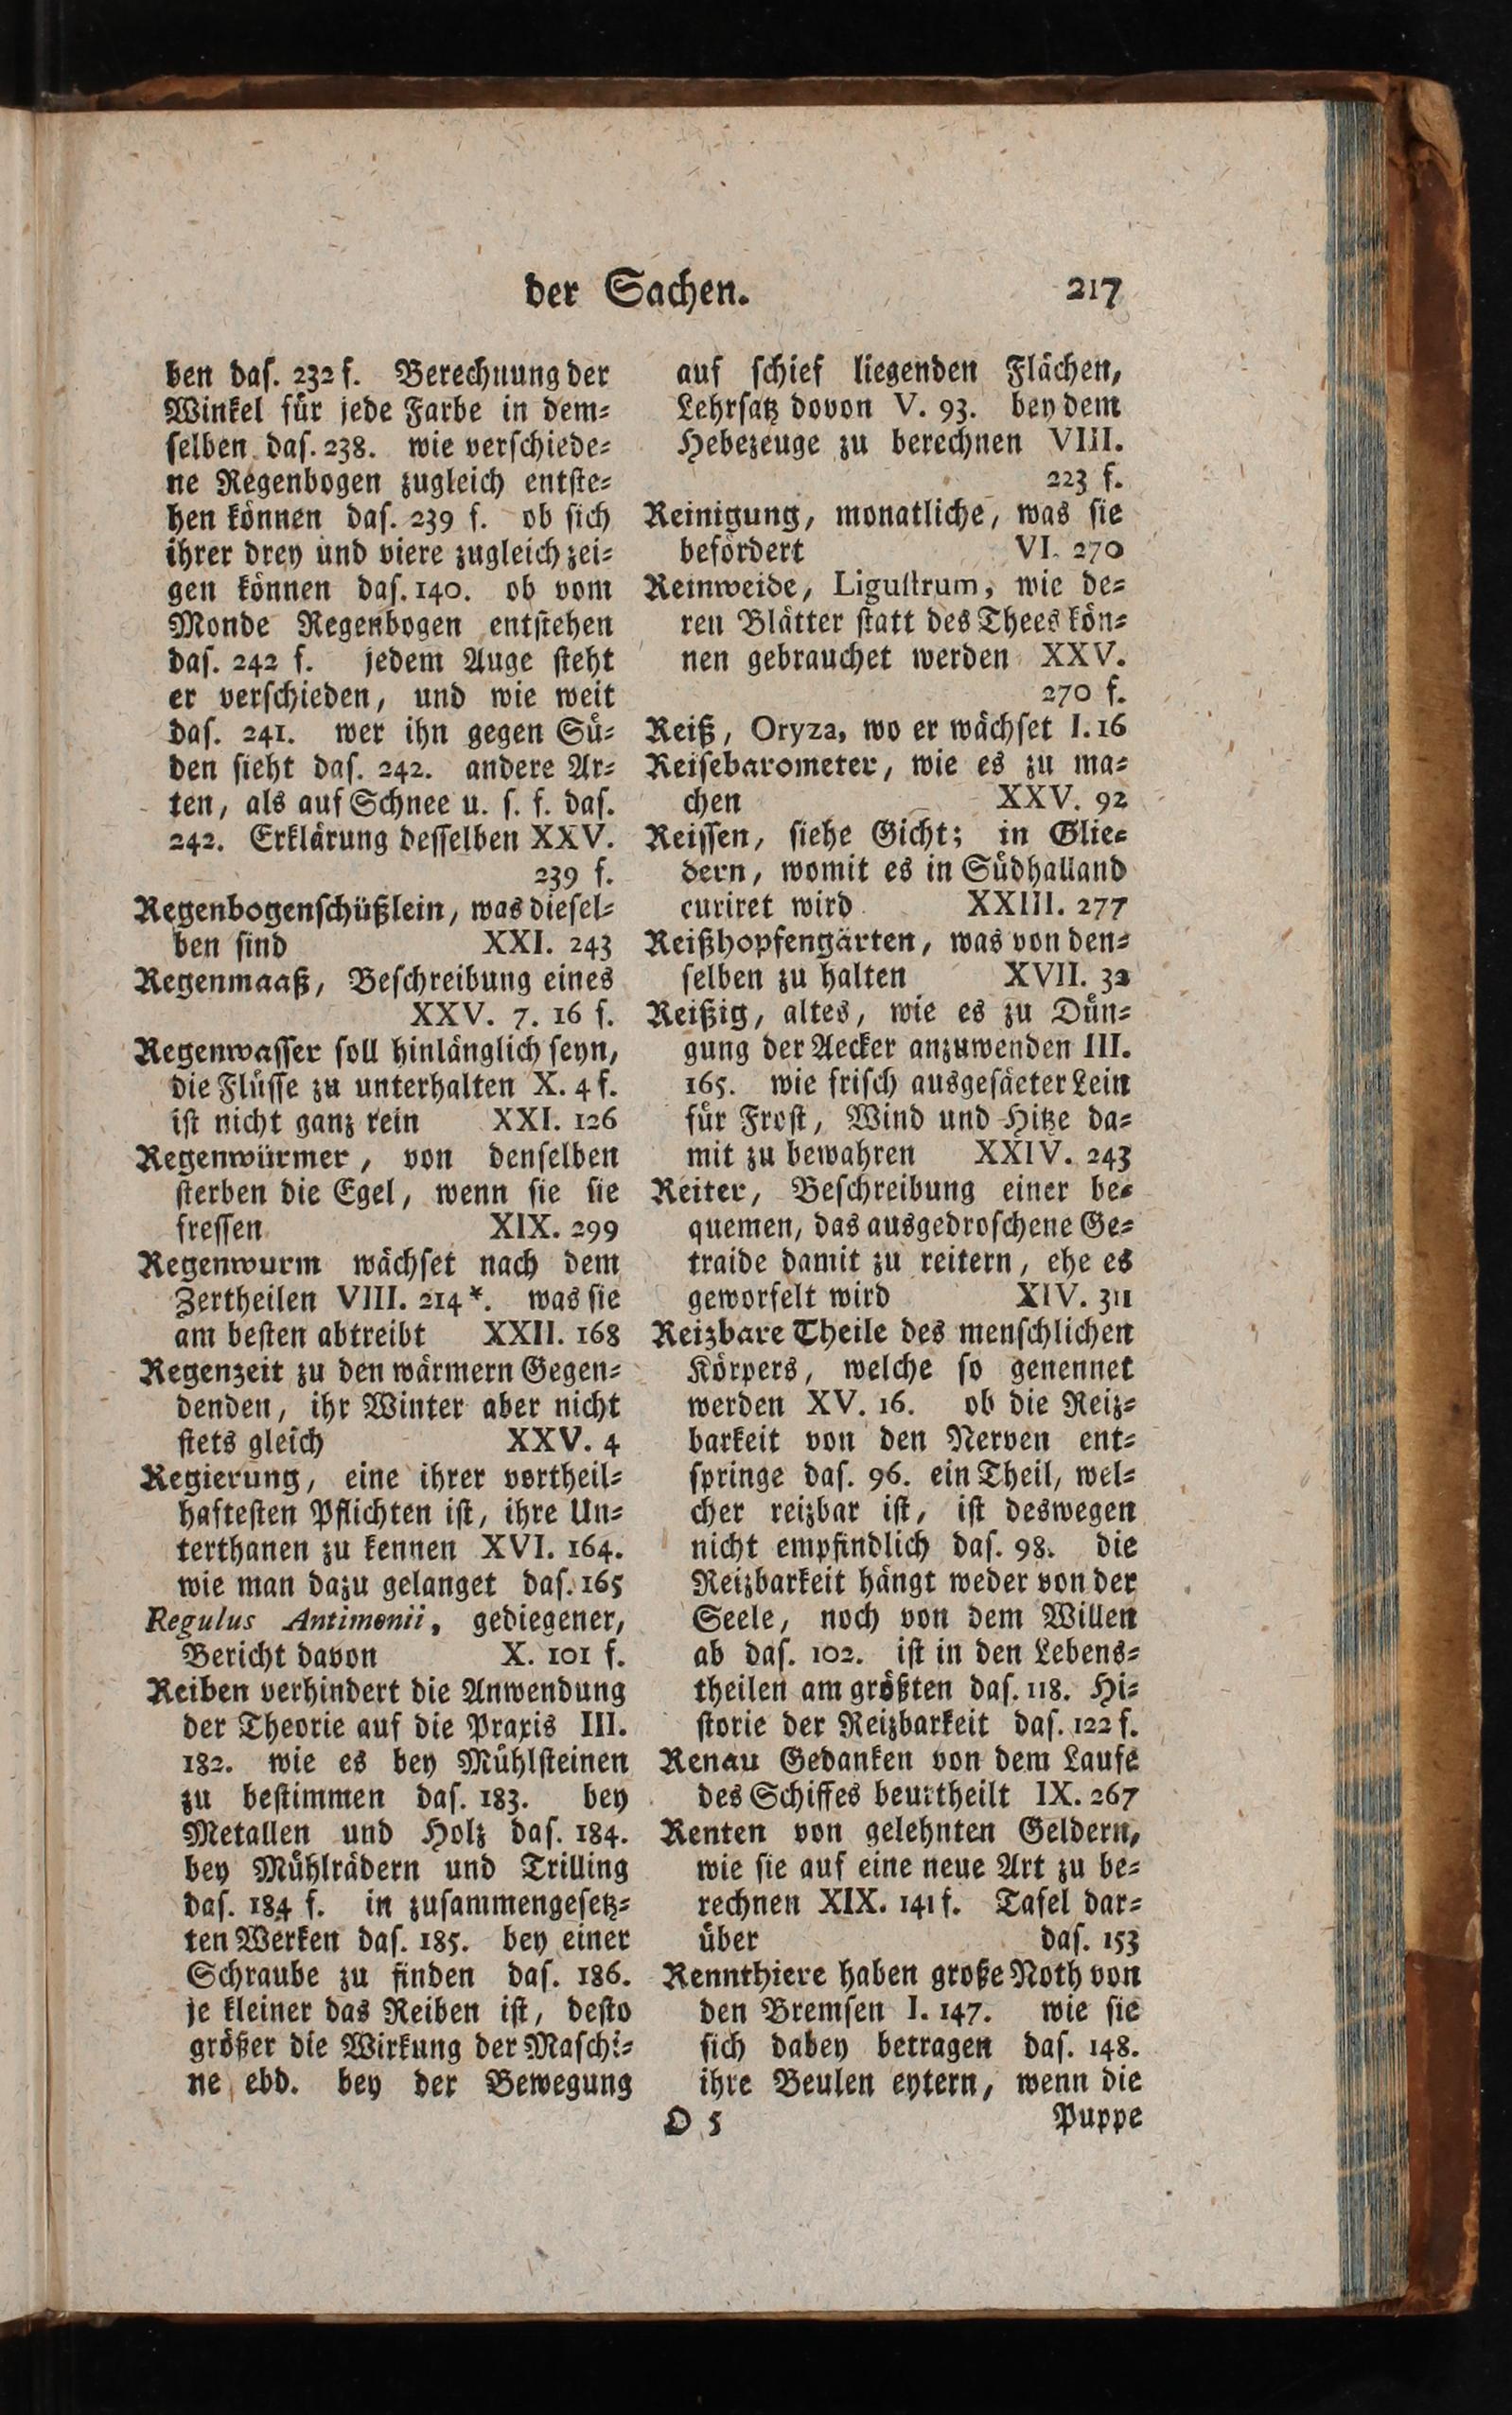 der Sachen. 217
ben daſ. 232 f. Berechnung der
Winkel für jede Farbe in dem⸗
ſelben daſ. 238. wie verſchiede⸗
ne Regenbogen zugleich entſte⸗
hen können daſ. 239 f. ob ſich
ihrer drey und viere zugleich zei⸗
gen können daſ. 140. ob vom
Monde Regenbogen entſtehen
daſ. 242 f. jedem Auge ſteht
er verſchieden, und wie weit
daſ. 241. wer ihn gegen Sü⸗
den ſieht daſ. 242. andere Ar⸗
ten, als auf Schnee u. ſ. f. daſ.
242. Erklärung deſſelben XXV.
239 f.
Regenbogenſchüßlein, was dieſel⸗
ben ſind XXI. 243
Regenmaaß, Beſchreibung eines
XXV. 7. 16 f.
Regenwaſſer ſoll hinlänglich ſeyn,
die Flüſſe zu unterhalten X. 4 f.
iſt nicht ganz rein XXI. 126
Regenwürmer, von denſelben
ſterben die Egel, wenn ſie ſie
freſſen XIX. 299
Regenwurm wächſet nach dem
Zertheilen VIII. 214*. was ſie
am beſten abtreibt XXII. 168
Regenzeit zu den wärmern Gegen⸗
denden, ihr Winter aber nicht
ſtets gleich XXV. 4
Regierung, eine ihrer vortheil⸗
hafteſten Pflichten iſt, ihre Un⸗
terthanen zu kennen XVI. 164.
wie man dazu gelanget daſ. 165
Regulus Antimonii, gediegener,
Bericht davon X. 101 f.
Reiben verhindert die Anwendung
der Theorie auf die Praxis III.
182. wie es bey Mühlſteinen
zu beſtimmen daſ. 183. bey
Metallen und Holz daſ. 184.
bey Mühlrädern und Trilling
daſ. 184 f. in zuſammengeſetz⸗
ten Werken daſ. 185. bey einer
Schraube zu finden daſ. 186.
je kleiner das Reiben iſt, deſto
größer die Wirkung der Maſchi⸗
ne ebd. bey der Bewegung
auf ſchief liegenden Flächen,
Lehrſatz dovon V. 93. bey dem
Hebezeuge zu berechnen VIII.
223 f.
Reinigung, monatliche, was ſie
befördert VI. 270
Reinweide, Liguſtrum, wie de⸗
ren Blätter ſtatt des Thees kön⸗
nen gebrauchet werden XXV.
270 f.
Reiß, Oryza, wo er wächſet I. 16
Reiſebarometer, wie es zu ma⸗
chen XXV. 92
Reiſſen, ſiehe Gicht; in Glie⸗
dern, womit es in Südhalland
curiret wird XXIII. 277
Reißhopfengärten, was von den⸗
ſelben zu halten XVII. 32
Reißig, altes, wie es zu Dün⸗
gung der Aecker anzuwenden III.
165. wie friſch ausgeſäeter Lein
für Froſt, Wind und Hitze da⸗
mit zu bewahren XXIV. 243
Reiter, Beſchreibung einer be⸗
quemen, das ausgedroſchene Ge⸗
traide damit zu reitern, ehe es
geworfelt wird XIV. 311
Reizbare Theile des menſchlichen
Körpers, welche ſo genennet
werden XV. 16. ob die Reiz⸗
barkeit von den Nerven ent⸗
ſpringe daſ. 96. ein Theil, wel⸗
cher reizbar iſt, iſt deswegen
nicht empfindlich daſ. 98. die
Reizbarkeit hängt weder von der
Seele, noch von dem Willen
ab daſ. 102. iſt in den Lebens⸗
theilen am größten daſ. 118. Hi⸗
ſtorie der Reizbarkeit daſ. 122 f.
Renau Gedanken von dem Laufe
des Schiffes beurtheilt IX. 267
Renten von gelehnten Geldern,
wie ſie auf eine neue Art zu be⸗
rechnen XIX. 141 f. Tafel dar⸗
über daſ. 153
Rennthiere haben große Noth von
den Bremſen I. 147. wie ſie
ſich dabey betragen daſ. 148.
ihre Beulen eytern, wenn die
O 5 Puppe